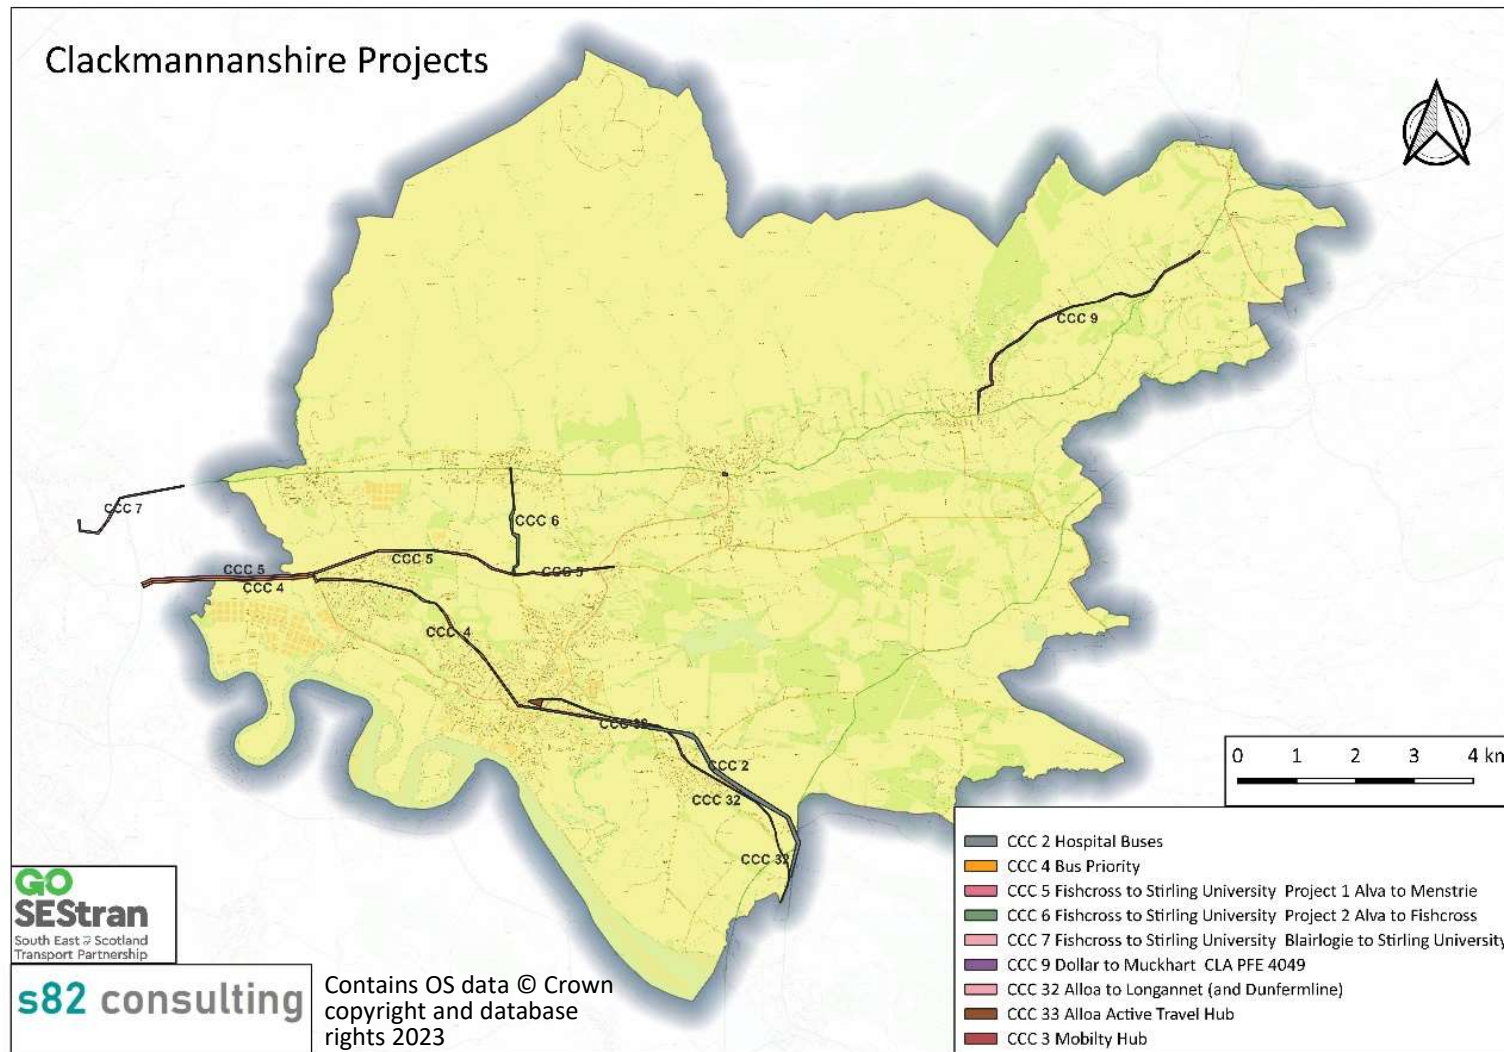 Clackmannanshire Projects
CCC 9
CCC 7
CCC 6
CCC 5
CCC 5
CCC 5
CCC 4
CCC 4
CCC 2
CCC 32
CCC 32
0 1 2 3 4 km
CCC 2 Hospital Buses
CCC 4 Bus Priority
CCC 5 Fishcross to Stirling University Project 1 Alva to Menstrie
CCC 6 Fishcross to Stirling University Project 2 Alva to Fishcross
CCC 7 Fishcross to Stirling University Blairlogie to Stirling University
CCC 9 Dollar to Muckhart CLA PFE 4049
CCC 32 Alloa to Longannet (and Dunfermline)
CCC 33 Alloa Active Travel Hub
CCC 3 Mobilty Hub
GO
SEStran
South East Scotland
Transport Partnership
s82 consulting
Contains OS data © Crown
copyright and database
rights 2023